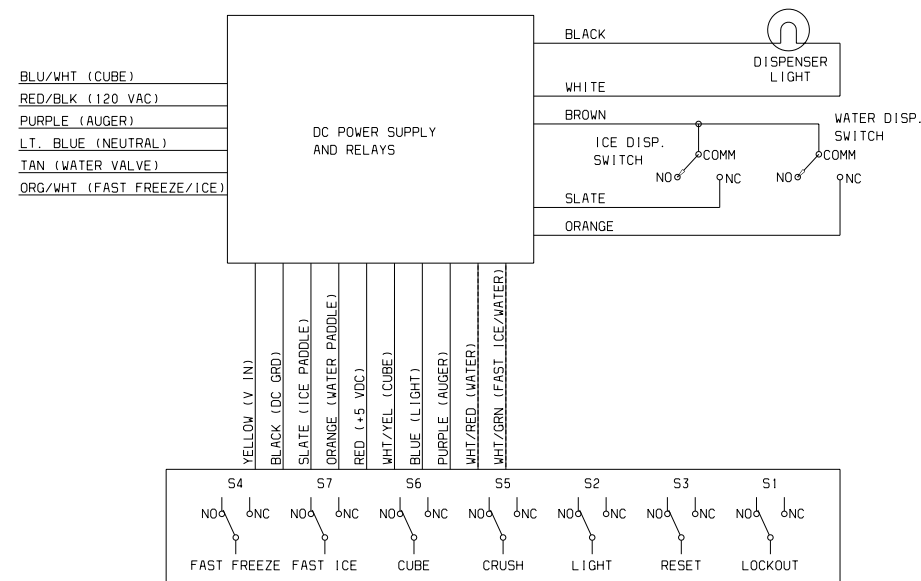 BLACK
DISPENSER
LIGHT
BLU/WHT (CUBE)
WHITE
RED/BLK (120 VAC)
BROWN
WATER DISP.
SWITCH
PURPLE (AUGER)
DC POWER SUPPLY
AND RELAYS
ICE DISP.
SWITCH
LT. BLUE (NEUTRAL)
COMM
COMM
TAN (WATER VALVE)
NO
NC
NO
NC
ORG/WHT (FAST FREEZE/ICE)
SLATE
ORANGE
YELLOW (V IN)
BLACK (DC GRD)
SLATE (ICE PADDLE)
ORANGE (WATER PADDLE)
RED (+5 VDC)
WHT/YEL (CUBE)
BLUE (LIGHT)
PURPLE (AUGER)
WHT/RED (WATER)
WHT/GRN (FAST ICE/WATER)
S4 S7 S6 S5 S2 S3 S1
NO NC NO NC NO NC NO NC NO NC NO NC NO NC
FAST FREEZE FAST ICE CUBE CRUSH LIGHT RESET LOCKOUT